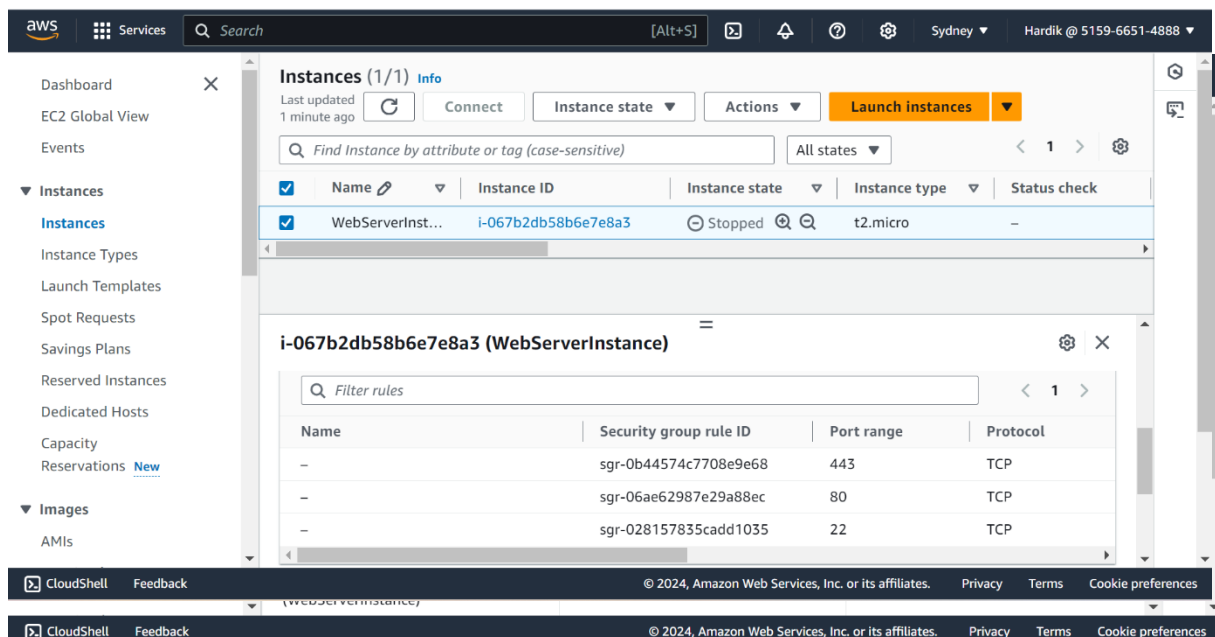 aws Services Search [Alt+S] Sydney Hardik @ 5159-6651-4888
Dashboard
EC2 Global View
Events
Instances
Instances
Instance Types
Launch Templates
Spot Requests
Savings Plans
Reserved Instances
Dedicated Hosts
Capacity
Reservations New
Images
AMIs
Instances (1/1) Info
Last updated
1 minute ago
Connect Instance state Actions Launch instances
Find Instance by attribute or tag (case-sensitive) All states 1
Name Instance ID Instance state Instance type Status check
WebServerInst... i-067b2db58b6e7e8a3 Stopped t2.micro –
i-067b2db58b6e7e8a3 (WebServerInstance)
Filter rules 1
Name Security group rule ID Port range Protocol
– sgr-0b44574c7708e9e68 443 TCP
– sgr-06ae62987e29a88ec 80 TCP
– sgr-028157835cadd1035 22 TCP
CloudShell Feedback © 2024, Amazon Web Services, Inc. or its affiliates. Privacy Terms Cookie preferences
(WebServerInstance)
CloudShell Feedback © 2024, Amazon Web Services, Inc. or its affiliates. Privacy Terms Cookie preferences